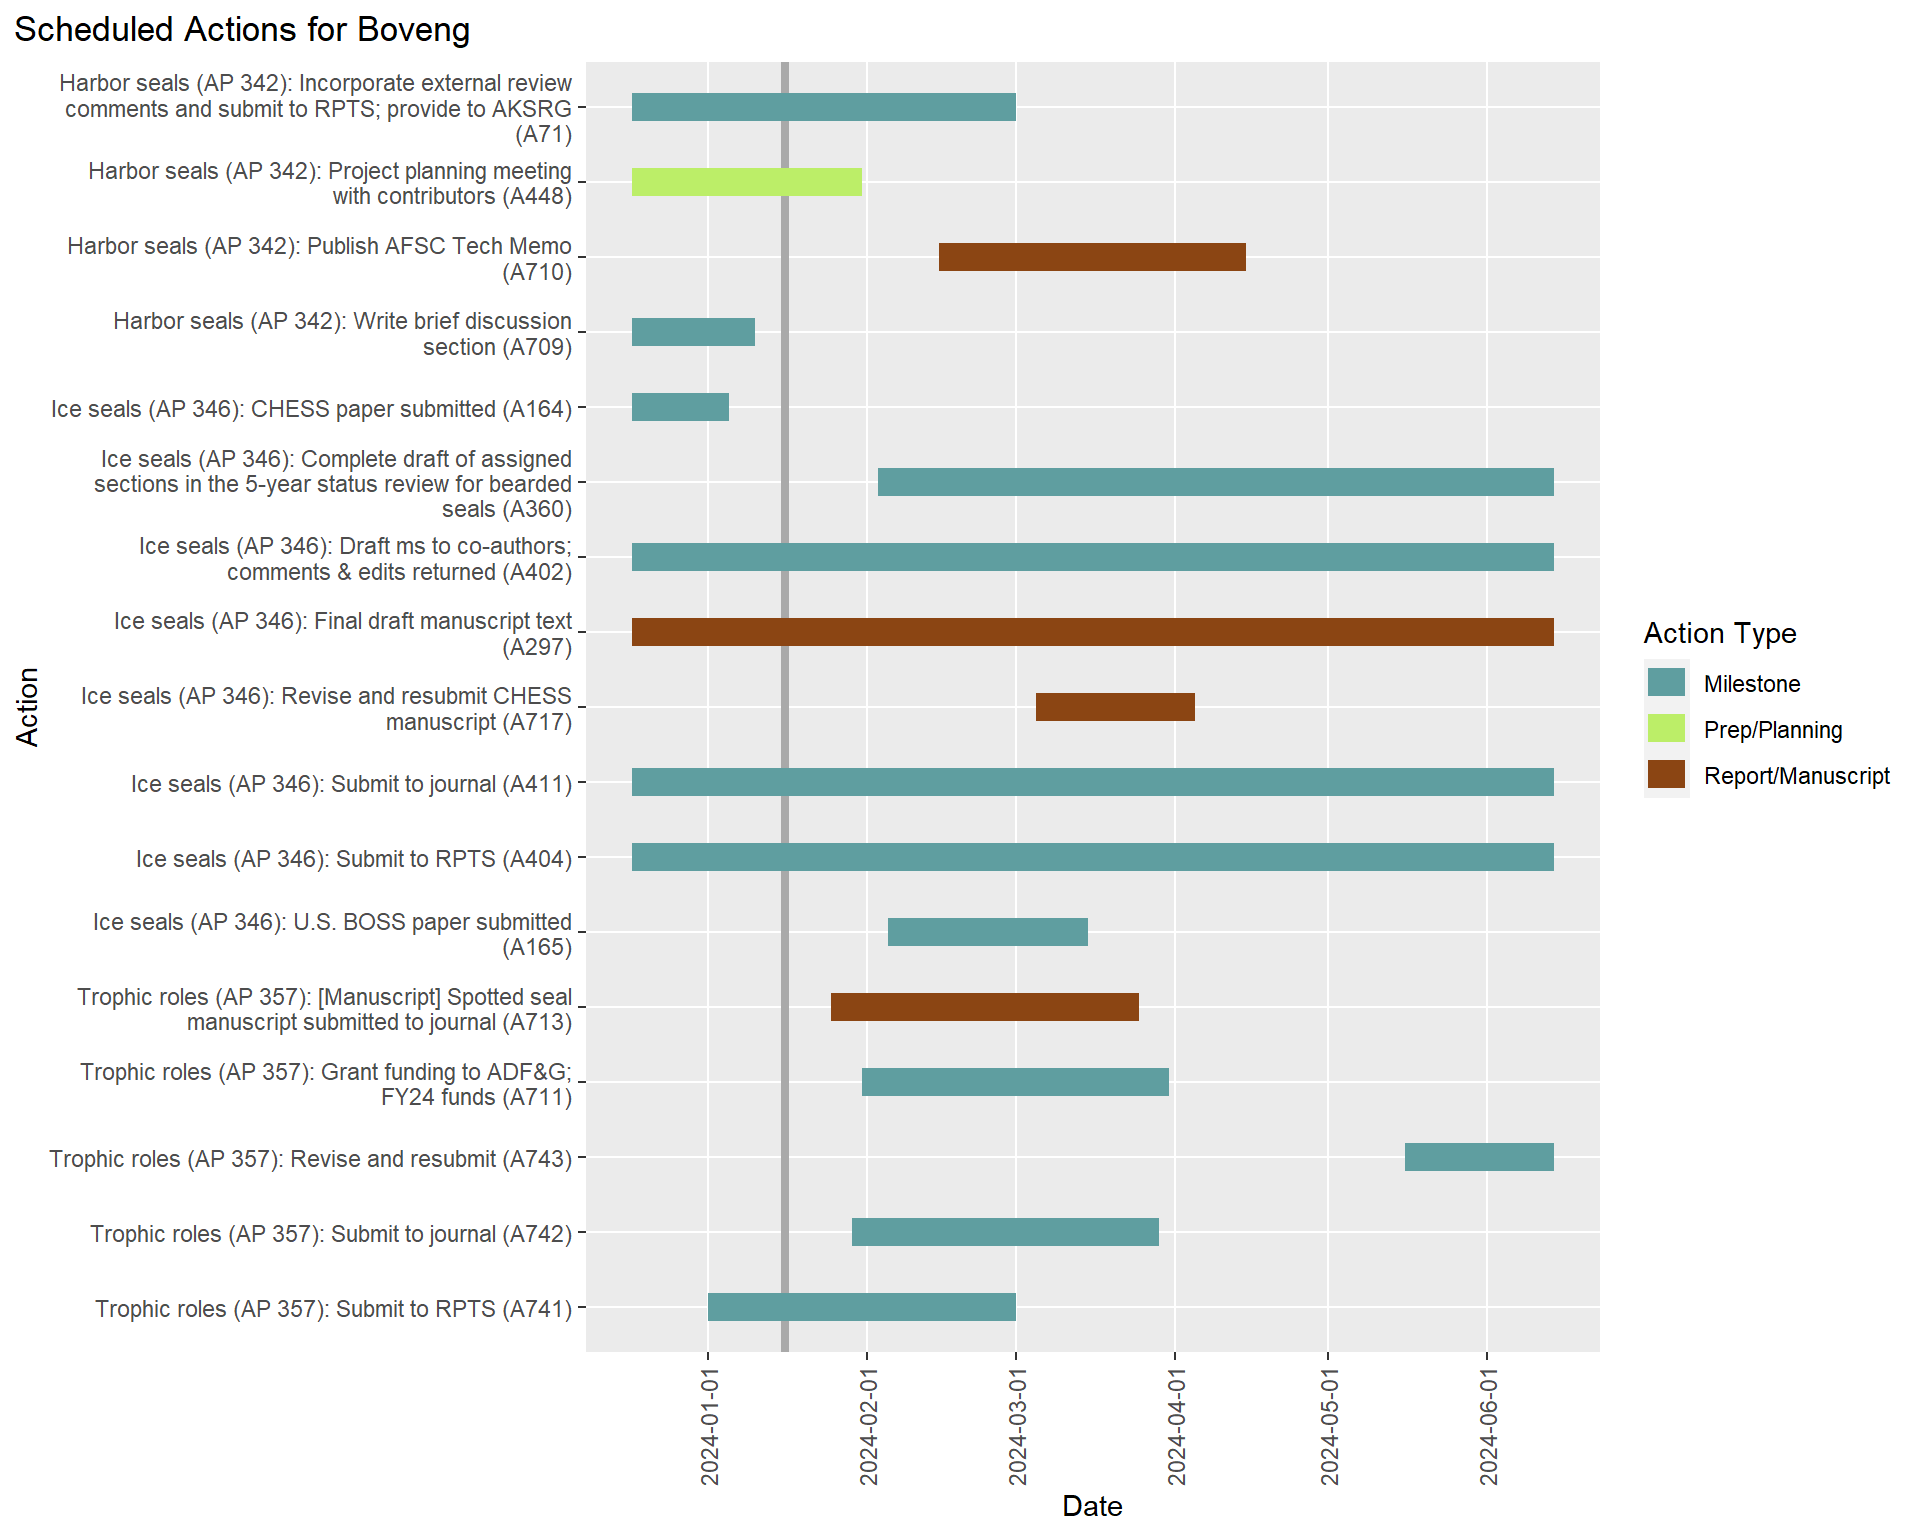 Scheduled Actions for Boveng
Harbor seals (AP 342): Incorporate external review
comments and submit to RPTS; provide to AKSRG
(A71)
Harbor seals (AP 342): Project planning meeting
with contributors (A448)
Harbor seals (AP 342): Publish AFSC Tech Memo
(A710)
Harbor seals (AP 342): Write brief discussion
section (A709)
Ice seals (AP 346): CHESS paper submitted (A164)
Ice seals (AP 346): Complete draft of assigned
sections in the 5-year status review for bearded
seals (A360)
Ice seals (AP 346): Draft ms to co-authors;
comments & edits returned (A402)
Ice seals (AP 346): Final draft manuscript text
(A297)
Ice seals (AP 346): Revise and resubmit CHESS
manuscript (A717)
Ice seals (AP 346): Submit to journal (A411)
Ice seals (AP 346): Submit to RPTS (A404)
Ice seals (AP 346): U.S. BOSS paper submitted
(A165)
Trophic roles (AP 357): [Manuscript] Spotted seal
manuscript submitted to journal (A713)
Trophic roles (AP 357): Grant funding to ADF&G;
FY24 funds (A711)
Trophic roles (AP 357): Revise and resubmit (A743)
Trophic roles (AP 357): Submit to journal (A742)
Trophic roles (AP 357): Submit to RPTS (A741)
Action
2024-01-01
2024-02-01
2024-03-01
2024-04-01
2024-05-01
2024-06-01
Date
Action Type
Milestone
Prep/Planning
Report/Manuscript